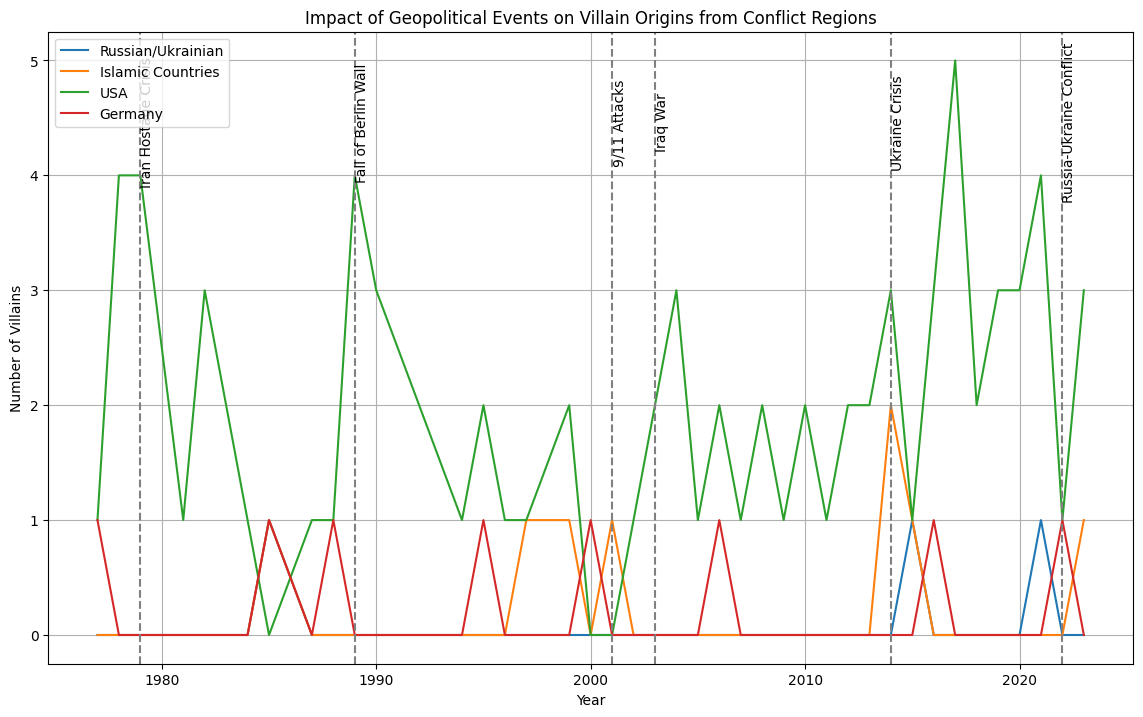 Impact of Geopolitical Events on Villain Origins from Conflict Regions
Number of Villains
5
4
3
2
1
0
Russian/Ukrainian
Islamic Countries
USA
Germany
Iran Hostage Crisis
Fall of Berlin Wall
9/11 Attacks
Iraq War
Ukraine Crisis
Russia-Ukraine Conflict
1980
1990
2000
2010
2020
Year